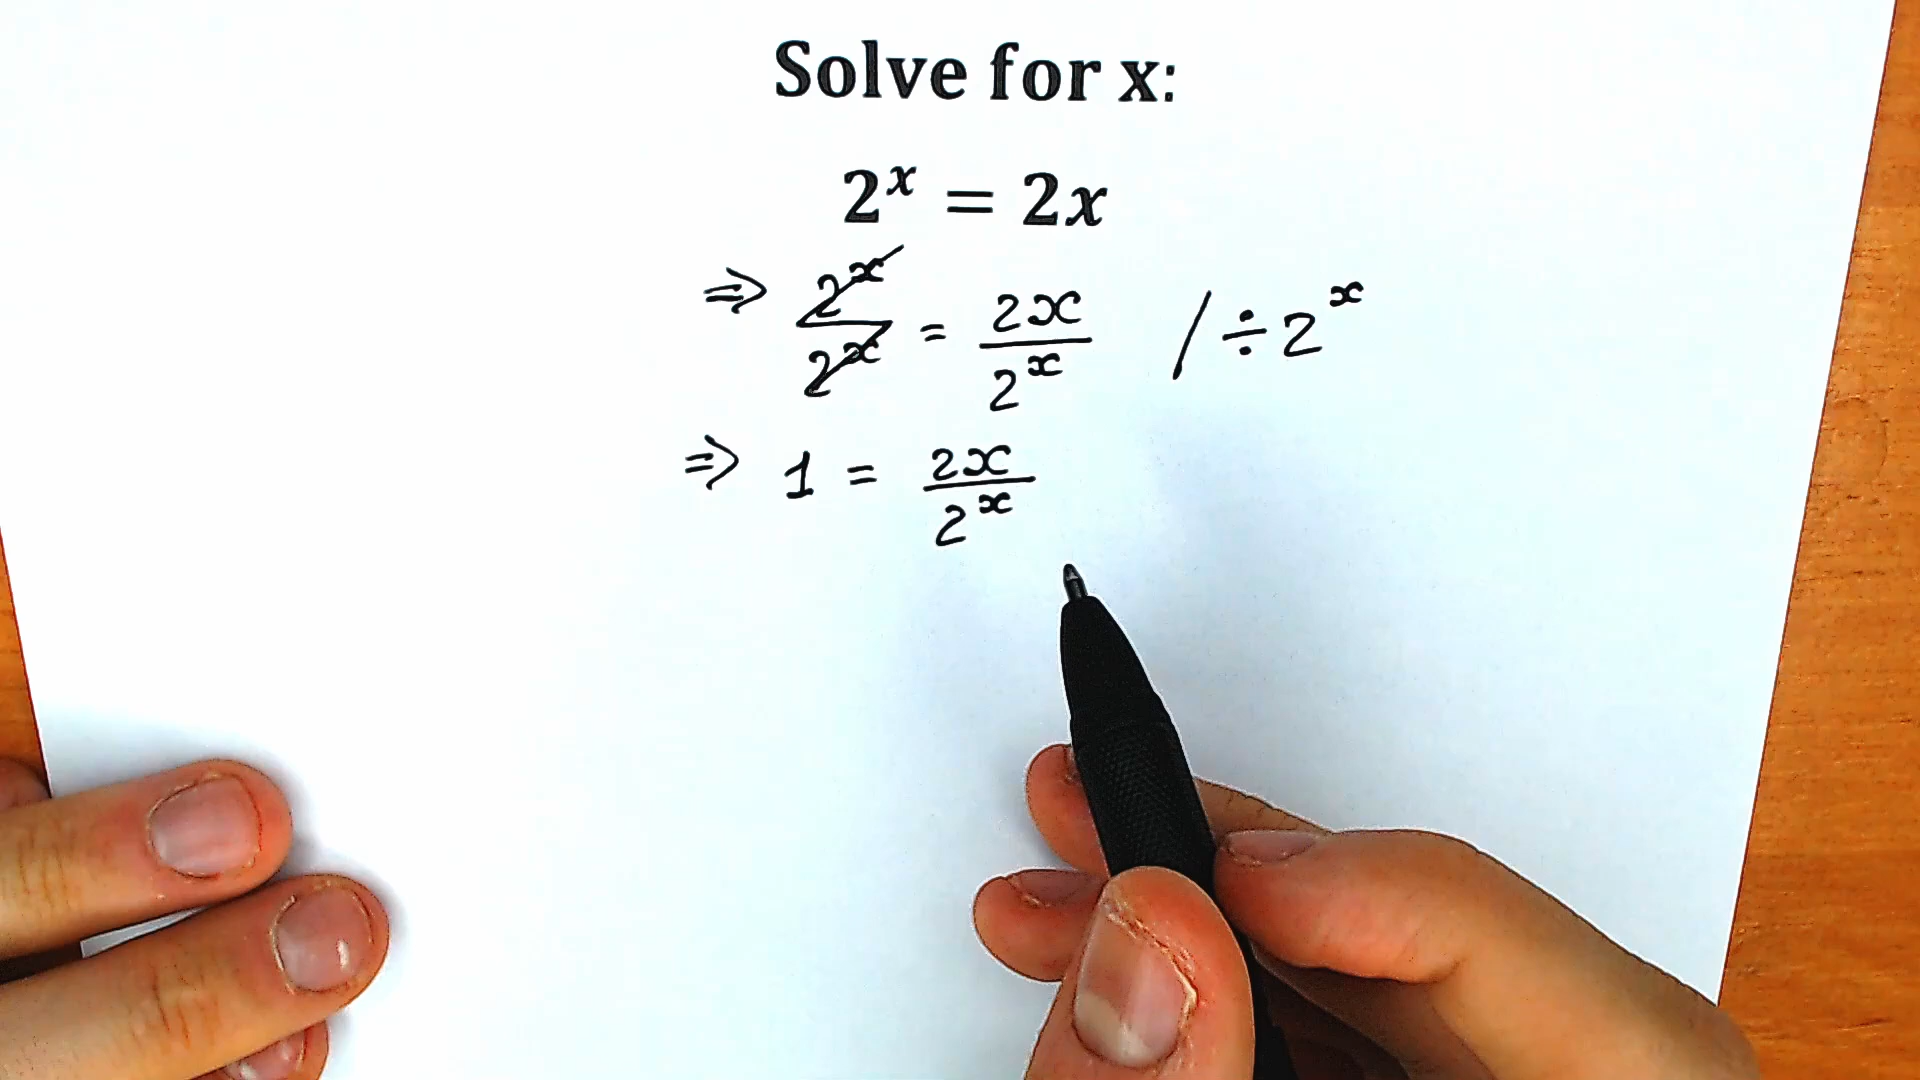 Solve for x:
2^x = 2x
⇒ 2^x/2^x = 2x/2^x / ÷ 2^x
⇒ 1 = 2x/2^x